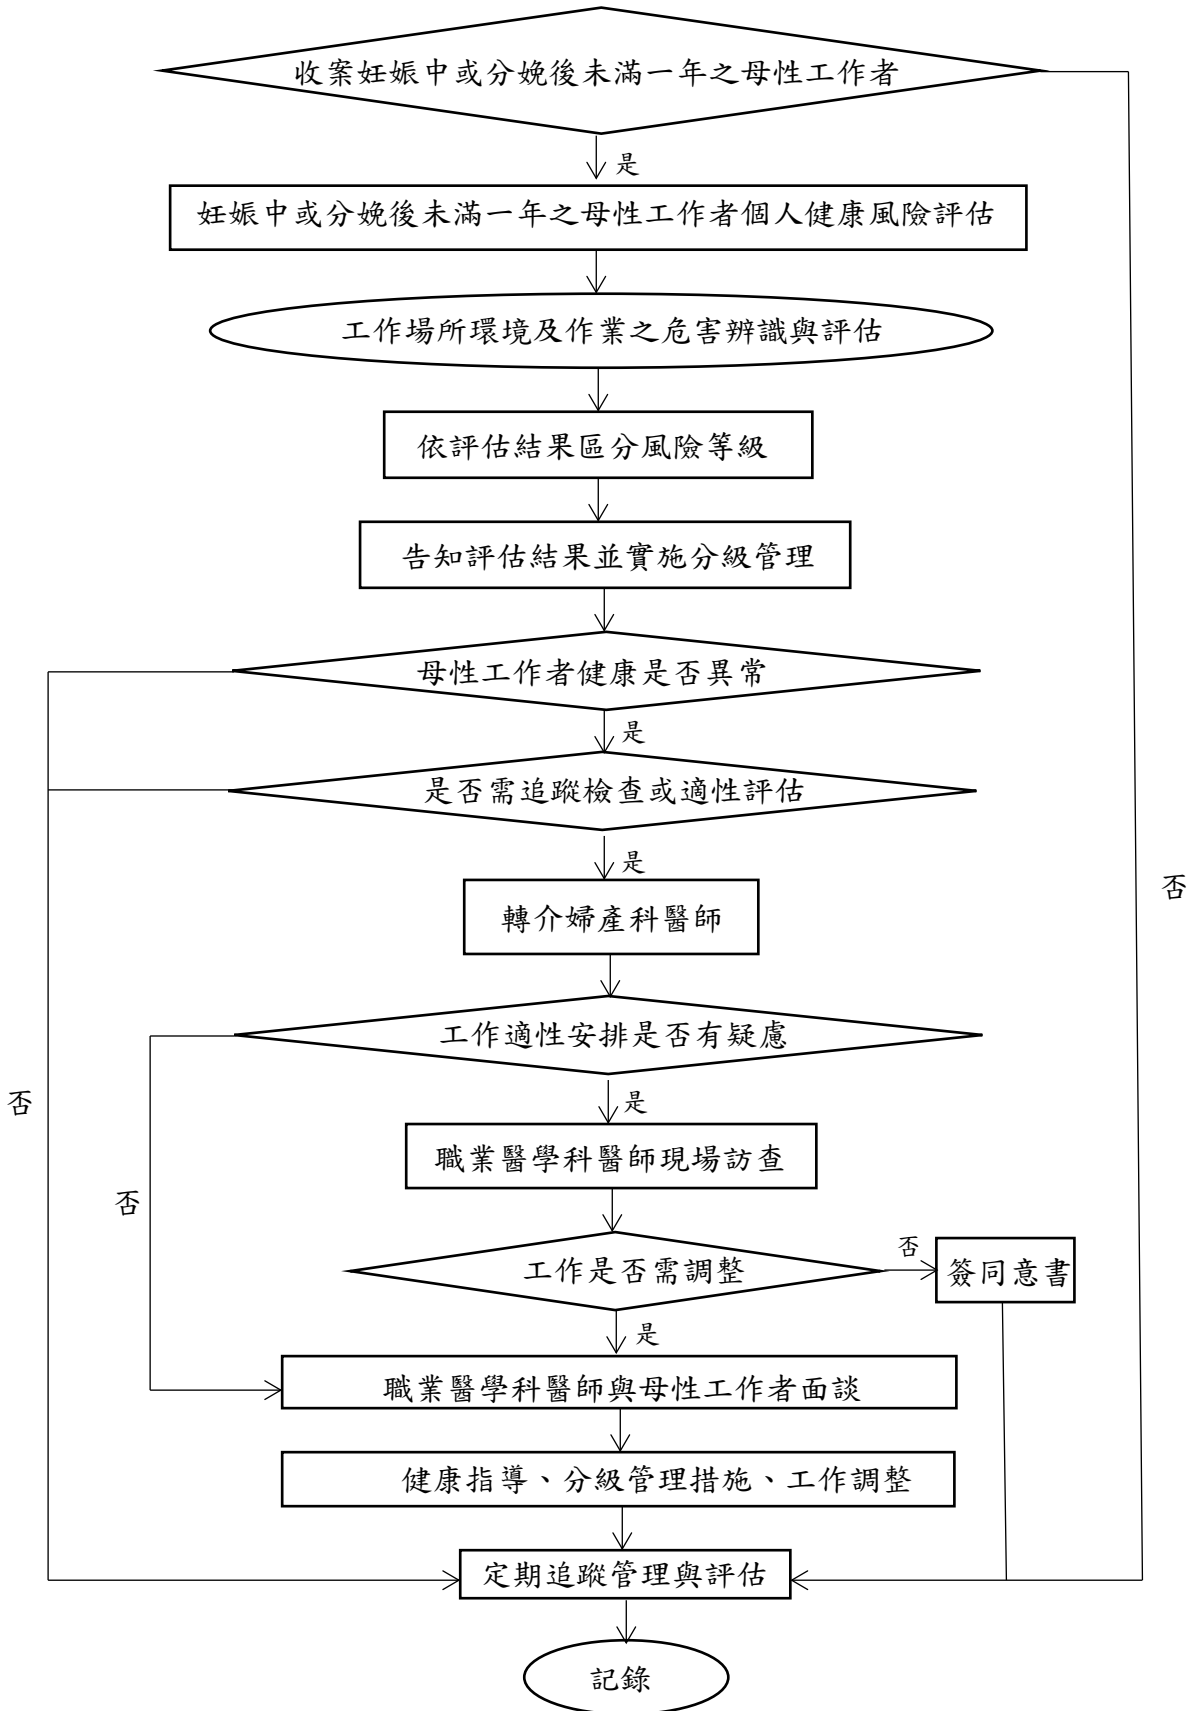 收案妊娠中或分娩後未滿一年之母性工作者
是
妊娠中或分娩後未滿一年之母性工作者個人健康風險評估
工作場所環境及作業之危害辨識與評估
依評估結果區分風險等級
告知評估結果並實施分級管理
母性工作者健康是否異常
是
是否需追蹤檢查或適性評估
是
否
轉介婦產科醫師
工作適性安排是否有疑慮
否
是
職業醫學科醫師現場訪查
否
否
工作是否需調整
簽同意書
是
職業醫學科醫師與母性工作者面談
健康指導、分級管理措施、工作調整
定期追蹤管理與評估
記錄